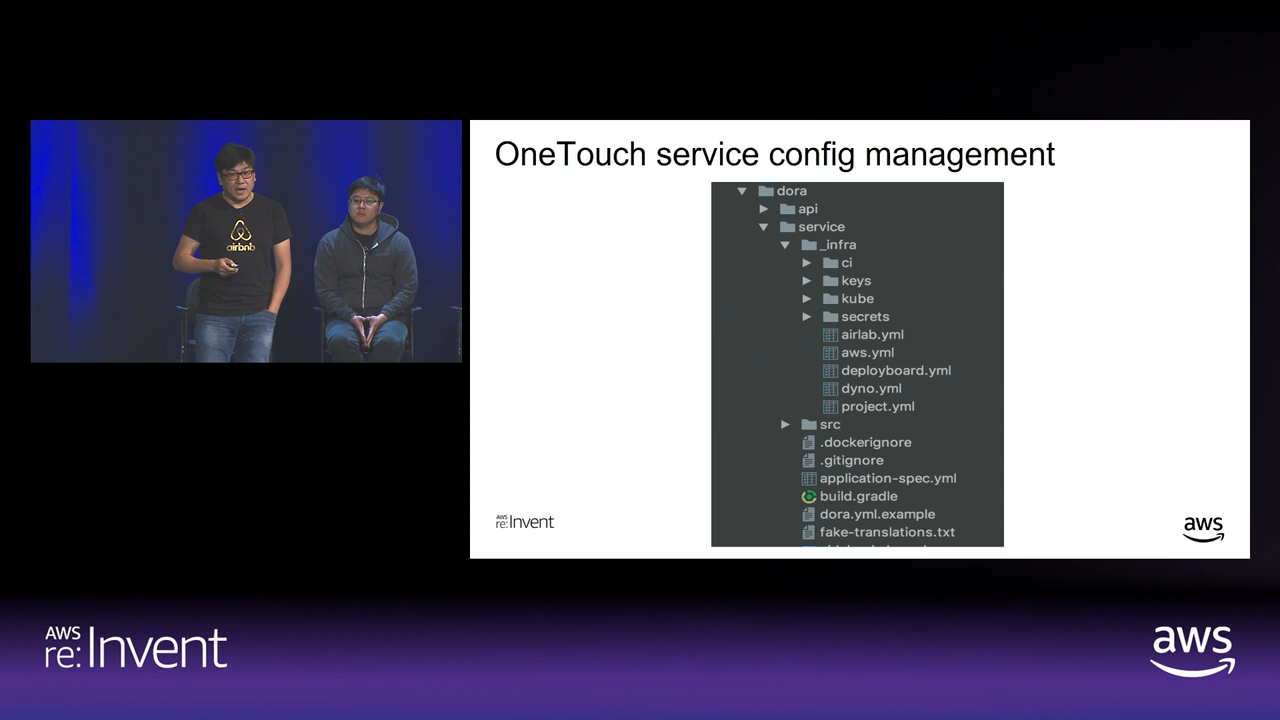 airbnb
OneTouch service config management
dora
api
service
_infra
ci
keys
kube
secrets
airlab.yml
aws.yml
deployboard.yml
dyno.yml
project.yml
src
.dockerignore
.gitignore
application-spec.yml
build.gradle
dora.yml.example
fake-translations.txt
AWS
re:Invent
aws
AWS
re:Invent
aws